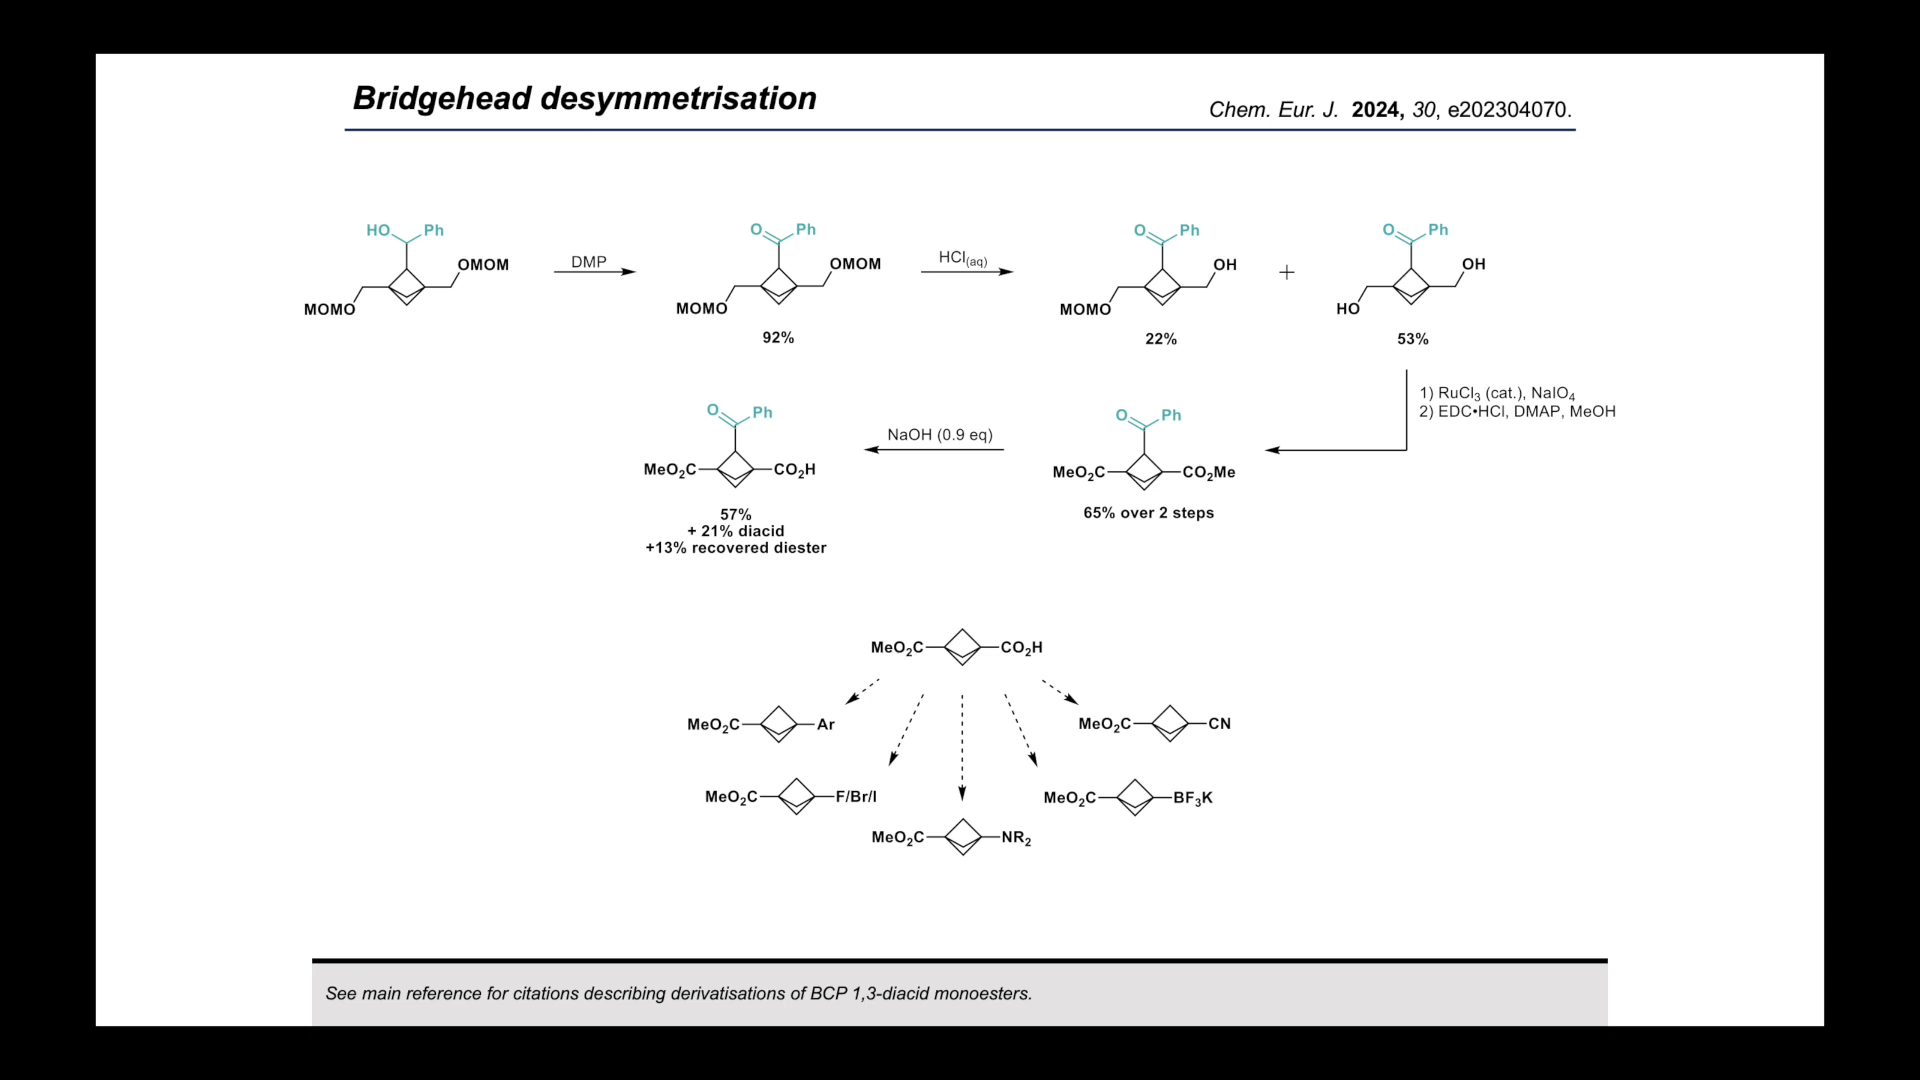 Bridgehead desymmetrisation
Chem. Eur. J. 2024, 30, e202304070.
HO Ph
OMOM
MOMO
DMP
O Ph
OMOM
MOMO
92%
HCl(aq)
O Ph
OH
MOMO
22%
+
O Ph
OH
HO
53%
1) RuCl3 (cat.), NaIO4
2) EDC•HCl, DMAP, MeOH
O Ph
MeO2C CO2Me
65% over 2 steps
NaOH (0.9 eq)
O Ph
MeO2C CO2H
57%
+ 21% diacid
+13% recovered diester
MeO2C CO2H
MeO2C Ar
MeO2C CN
MeO2C F/Br/I
MeO2C BF3K
MeO2C NR2
See main reference for citations describing derivatisations of BCP 1,3-diacid monoesters.